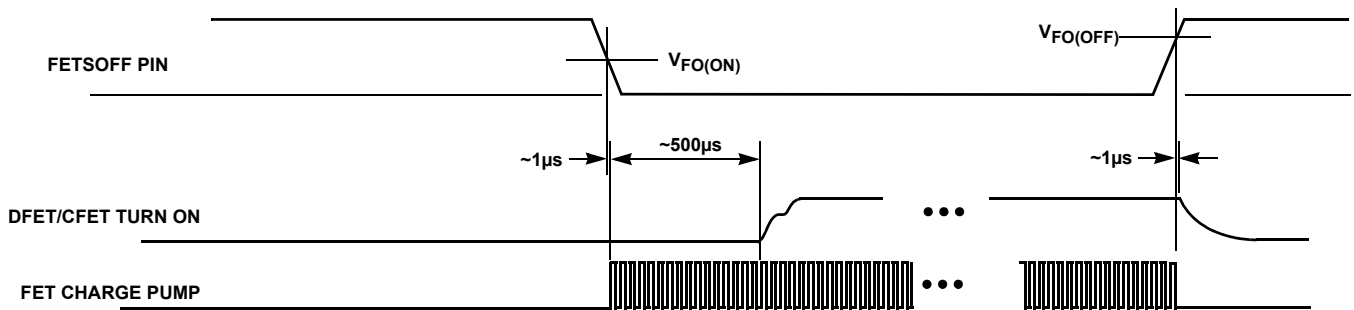 FETSOFF PIN
VFO(ON)
VFO(OFF)
~1µs
~500µs
~1µs
DFET/CFET TURN ON
FET CHARGE PUMP